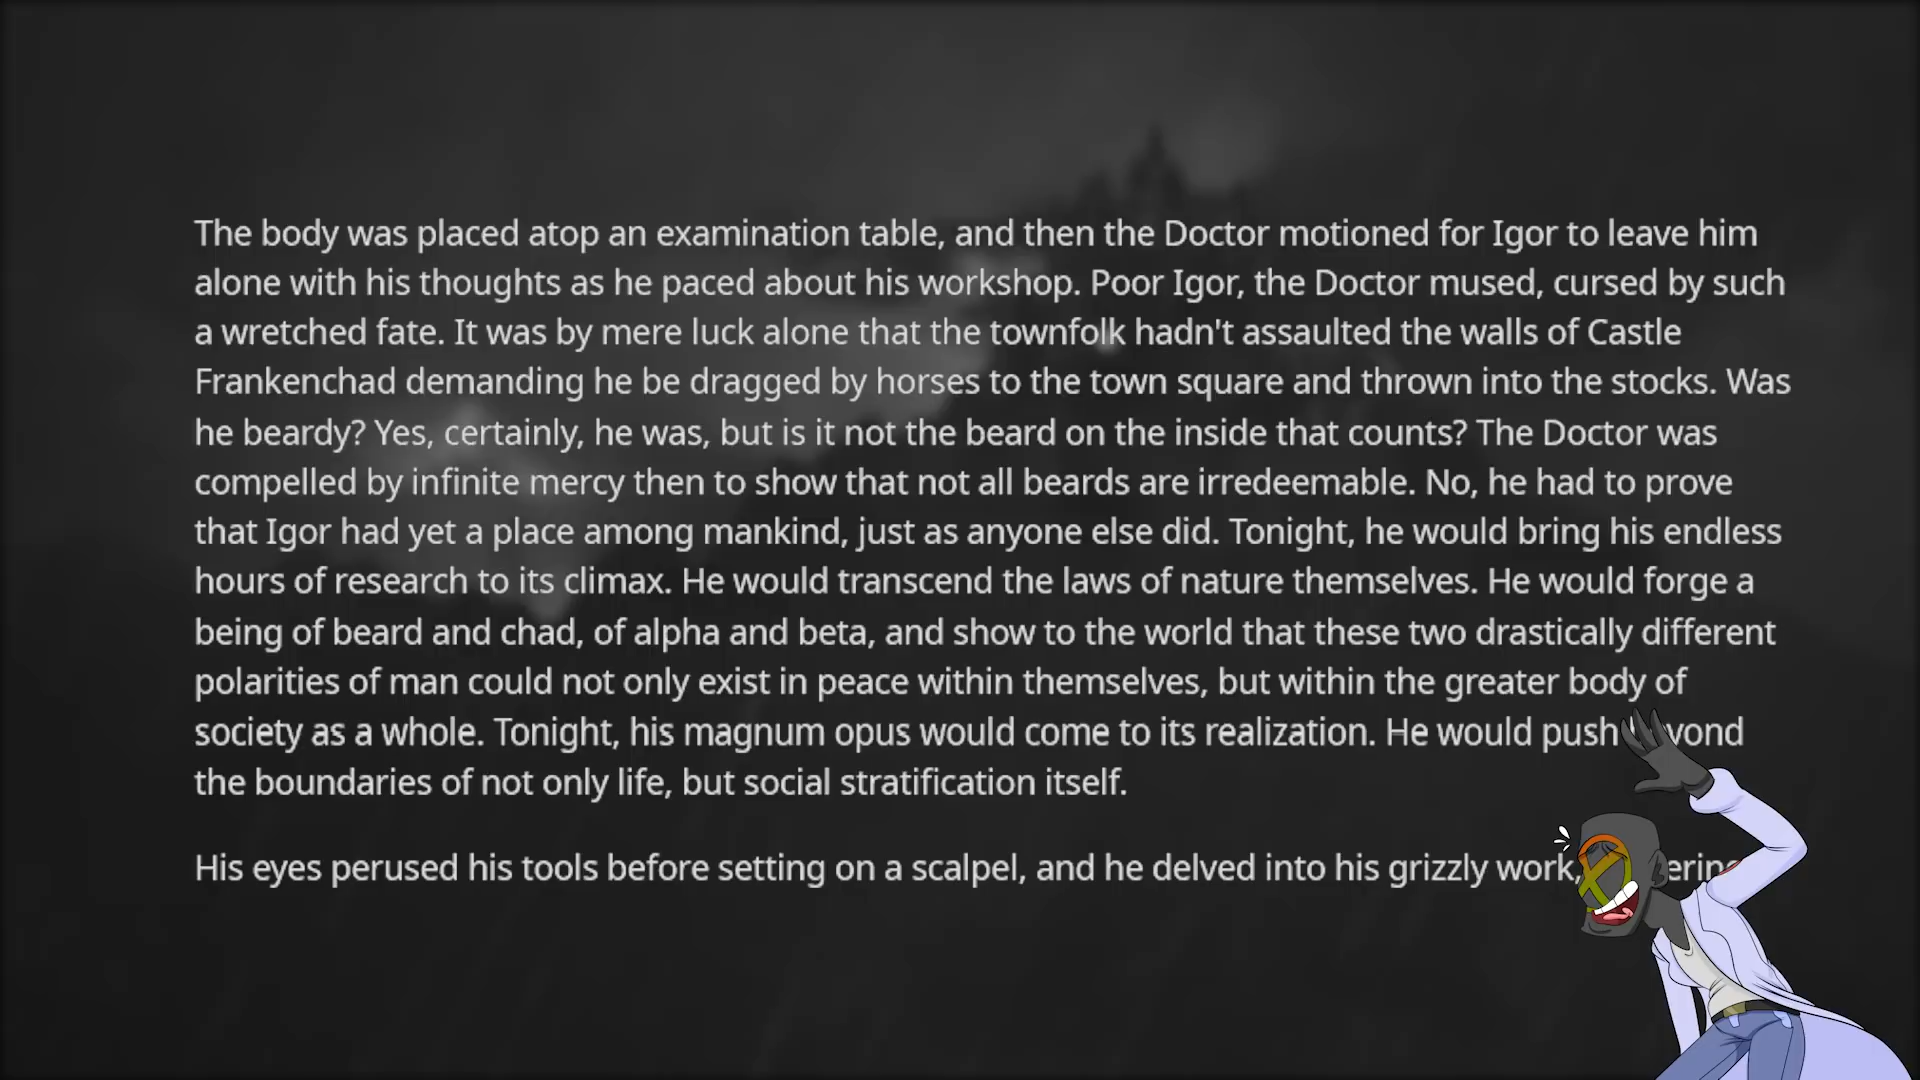 The body was placed atop an examination table, and then the Doctor motioned for Igor to leave him
alone with his thoughts as he paced about his workshop. Poor Igor, the Doctor mused, cursed by such
a wretched fate. It was by mere luck alone that the townfolk hadn't assaulted the walls of Castle
Frankenchad demanding he be dragged by horses to the town square and thrown into the stocks. Was
he beardy? Yes, certainly, he was, but is it not the beard on the inside that counts? The Doctor was
compelled by infinite mercy then to show that not all beards are irredeemable. No, he had to prove
that Igor had yet a place among mankind, just as anyone else did. Tonight, he would bring his endless
hours of research to its climax. He would transcend the laws of nature themselves. He would forge a
being of beard and chad, of alpha and beta, and show to the world that these two drastically different
polarities of man could not only exist in peace within themselves, but within the greater body of
society as a whole. Tonight, his magnum opus would come to its realization. He would push
the boundaries of not only life, but social stratification itself.
His eyes perused his tools before setting on a scalpel, and he delved into his grizzly work,